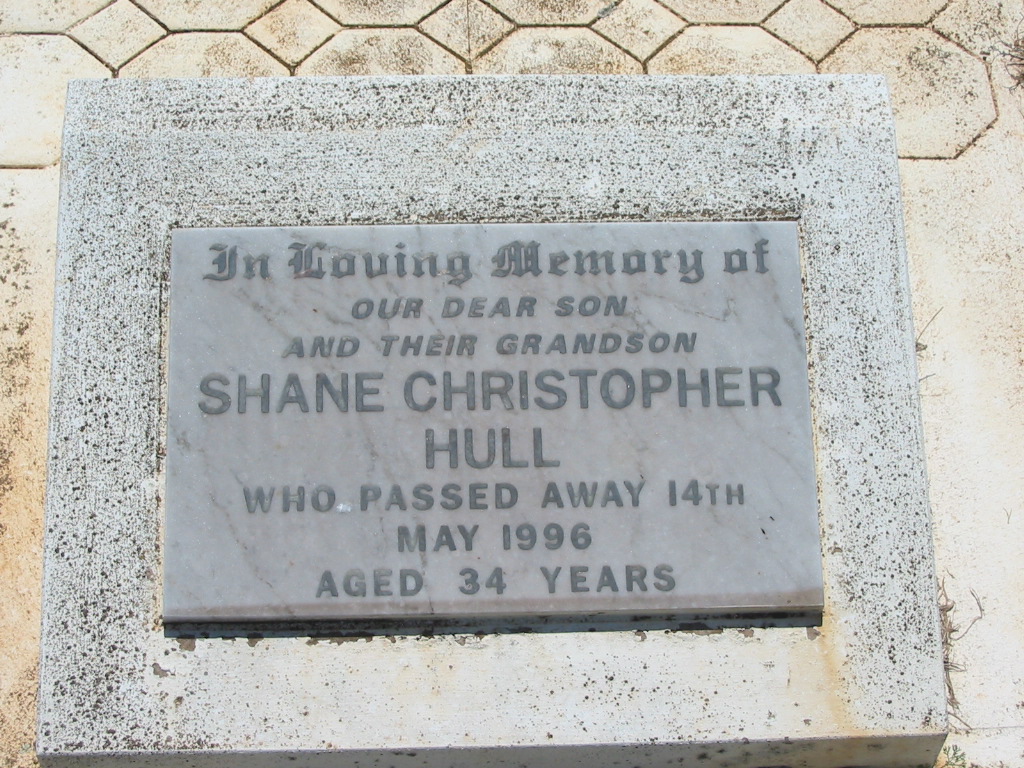 In Loving Memory of
OUR DEAR SON
AND THEIR GRANDSON
SHANE CHRISTOPHER
HULL
WHO PASSED AWAY 14TH
MAY 1996
AGED 34 YEARS